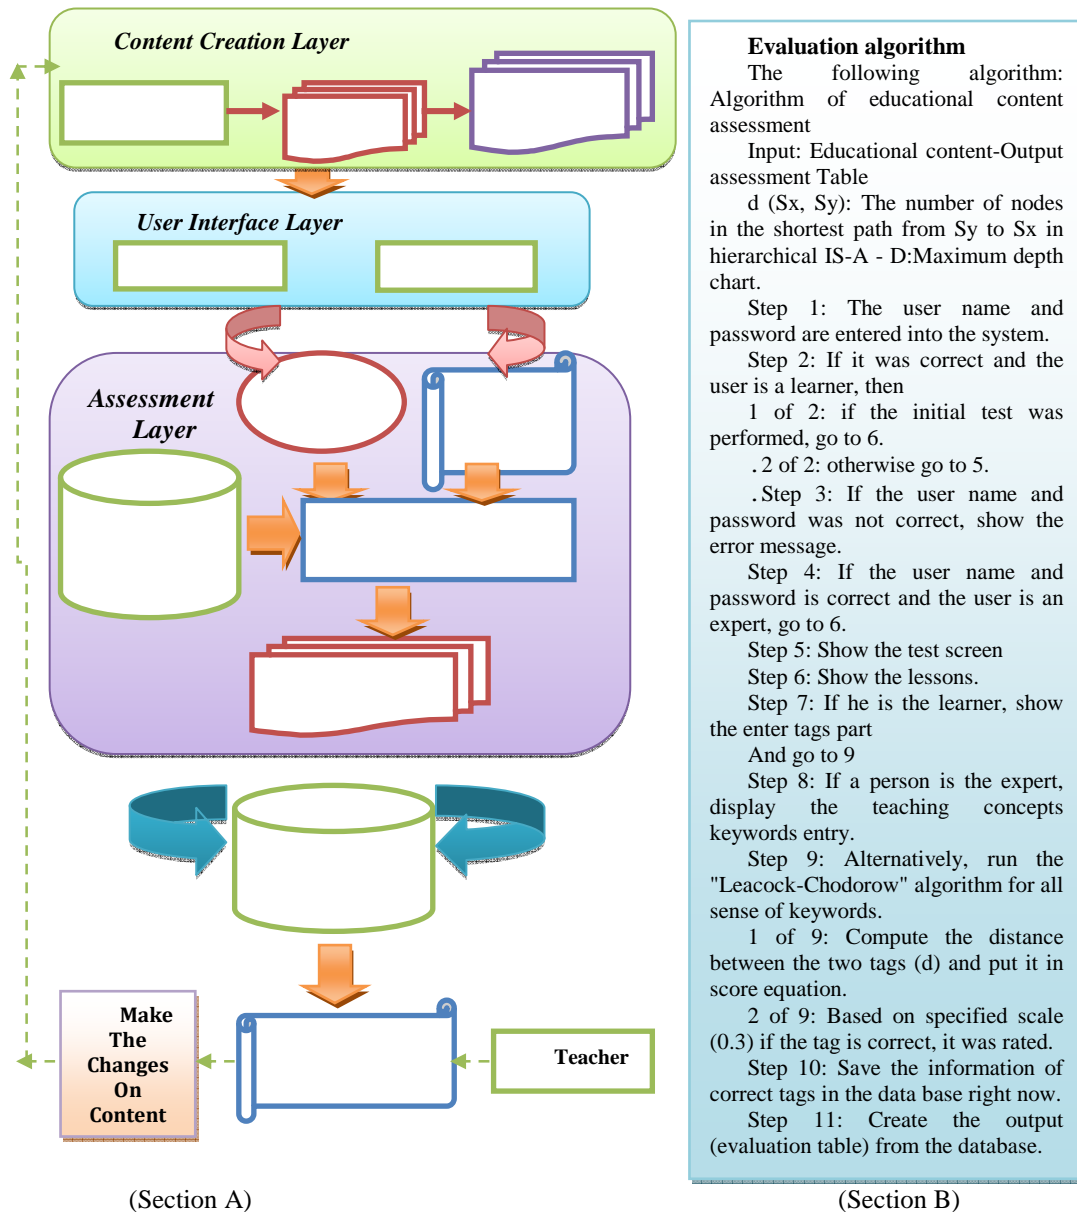 Content Creation Layer
User Interface Layer
Assessment
Layer
Make
The
Changes
On
Content
Teacher
(Section A)
Evaluation algorithm
The following algorithm:
Algorithm of educational content
assessment
Input: Educational content-Output
assessment Table
d (Sx, Sy): The number of nodes
in the shortest path from Sy to Sx in
hierarchical IS-A - D:Maximum depth
chart.
Step 1: The user name and
password are entered into the system.
Step 2: If it was correct and the
user is a learner, then
1 of 2: if the initial test was
performed, go to 6.
.2 of 2: otherwise go to 5.
.Step 3: If the user name and
password was not correct, show the
error message.
Step 4: If the user name and
password is correct and the user is an
expert, go to 6.
Step 5: Show the test screen
Step 6: Show the lessons.
Step 7: If he is the learner, show
the enter tags part
And go to 9
Step 8: If a person is the expert,
display the teaching concepts
keywords entry.
Step 9: Alternatively, run the
"Leacock-Chodorow" algorithm for all
sense of keywords.
1 of 9: Compute the distance
between the two tags (d) and put it in
score equation.
2 of 9: Based on specified scale
(0.3) if the tag is correct, it was rated.
Step 10: Save the information of
correct tags in the data base right now.
Step 11: Create the output
(evaluation table) from the database.
(Section B)